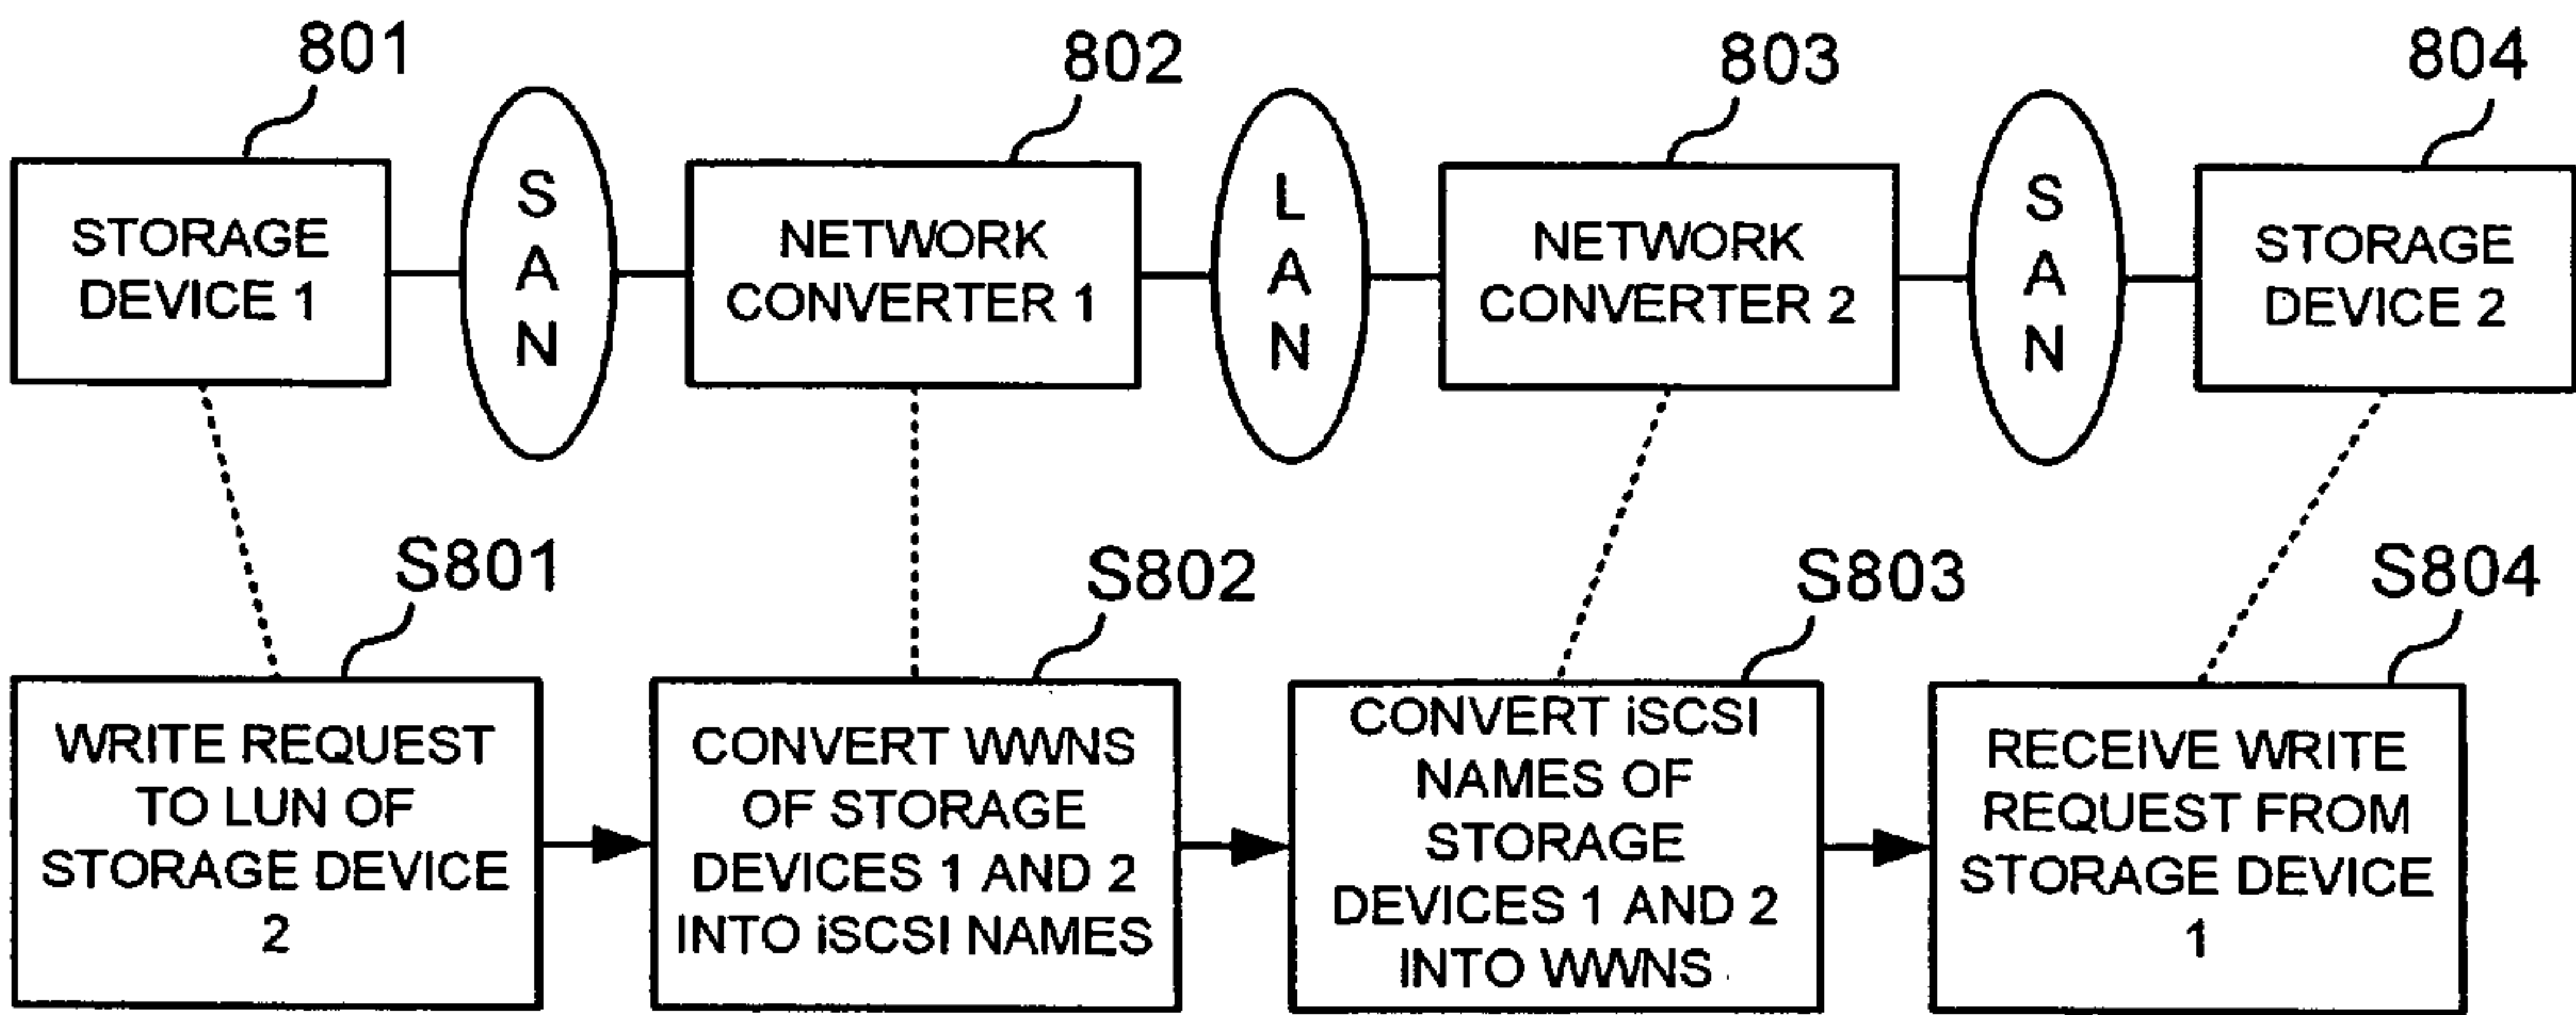 801
802
803
804
STORAGE
DEVICE 1
S
A
N
NETWORK
CONVERTER 1
L
A
N
NETWORK
CONVERTER 2
S
A
N
STORAGE
DEVICE 2
S801
S802
S803
S804
WRITE REQUEST
TO LUN OF
STORAGE DEVICE
2
CONVERT WWNS
OF STORAGE
DEVICES 1 AND 2
INTO iSCSI NAMES
CONVERT iSCSI
NAMES OF
STORAGE
DEVICES 1 AND 2
INTO WWNS
RECEIVE WRITE
REQUEST FROM
STORAGE DEVICE
1